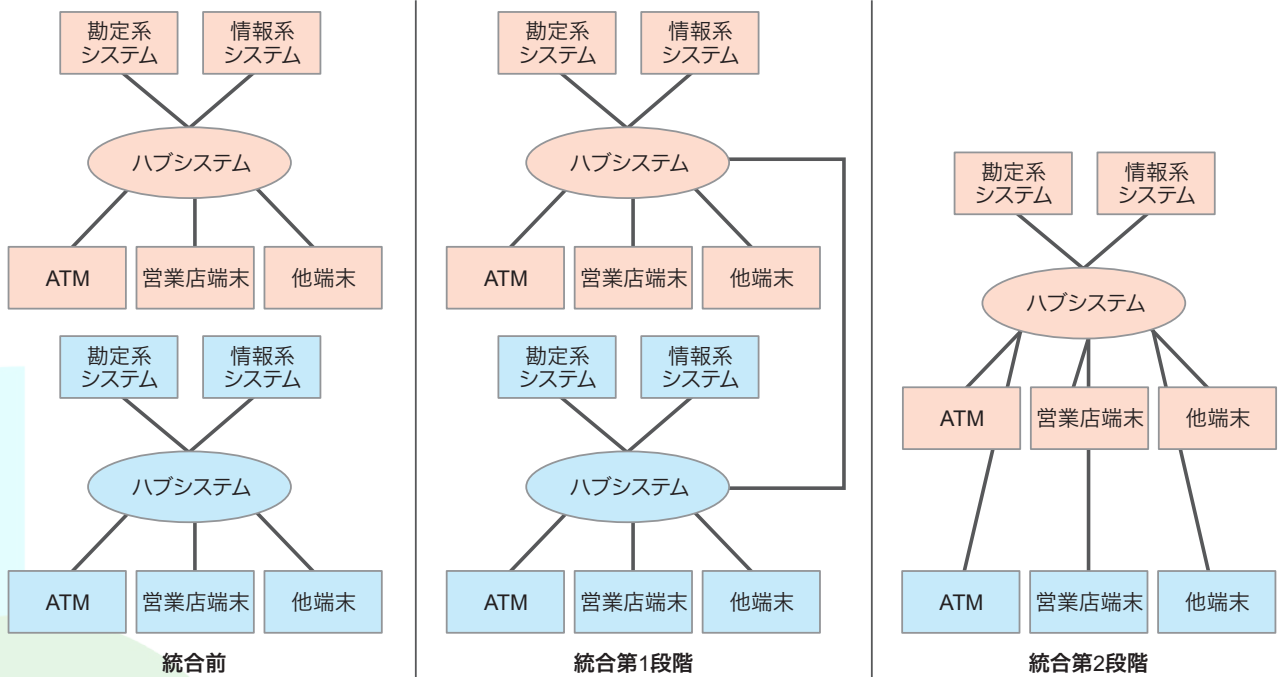 勘定系
システム
情報系
システム
ハブシステム
ATM
営業店端末
他端末
勘定系
システム
情報系
システム
ハブシステム
ATM
営業店端末
他端末
統合前
勘定系
システム
情報系
システム
ハブシステム
ATM
営業店端末
他端末
勘定系
システム
情報系
システム
ハブシステム
ATM
営業店端末
他端末
統合第1段階
勘定系
システム
情報系
システム
ハブシステム
ATM
営業店端末
他端末
ATM
営業店端末
他端末
統合第2段階